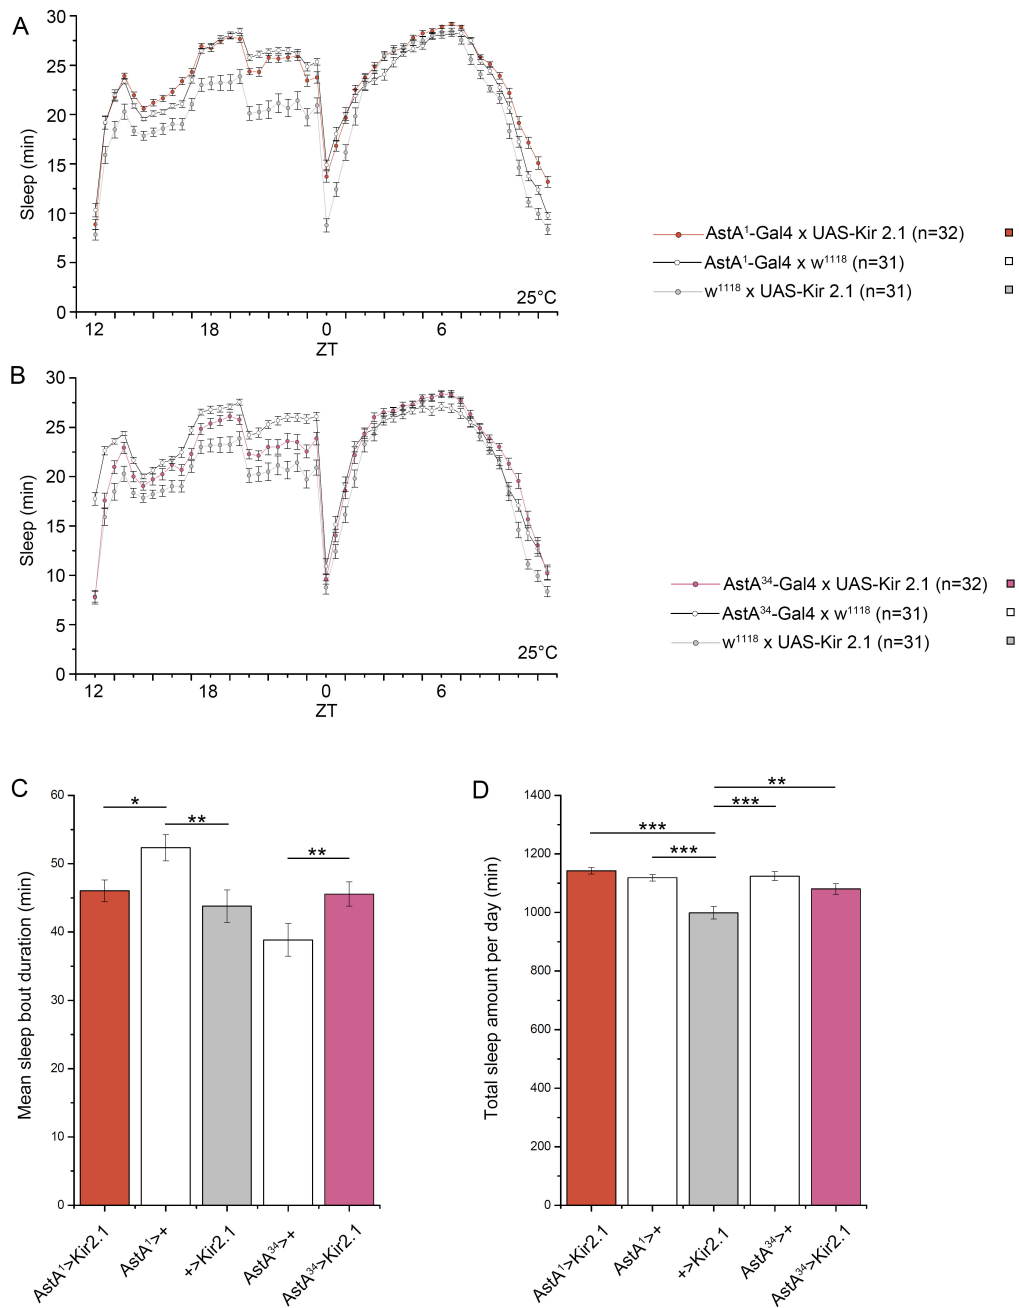 A
30
25
20
15
10
5
0
Sleep (min)
12
18
0
6
ZT
25°C
AstA¹-Gal4 x UAS-Kir 2.1 (n=32)
AstA¹-Gal4 x w¹¹¹⁸ (n=31)
w¹¹¹⁸ x UAS-Kir 2.1 (n=31)
B
30
25
20
15
10
5
0
Sleep (min)
12
18
0
6
ZT
25°C
AstA³⁴-Gal4 x UAS-Kir 2.1 (n=32)
AstA³⁴-Gal4 x w¹¹¹⁸ (n=31)
w¹¹¹⁸ x UAS-Kir 2.1 (n=31)
C
60
50
40
30
20
10
0
Mean sleep bout duration (min)
*
**
**
AstA¹>Kir2.1
AstA¹>+
+>Kir2.1
AstA³⁴>+
AstA³⁴>Kir2.1
D
1400
1200
1000
800
600
400
200
0
Total sleep amount per day (min)
**
***
***
***
AstA¹>Kir2.1
AstA¹>+
+>Kir2.1
AstA³⁴>+
AstA³⁴>Kir2.1